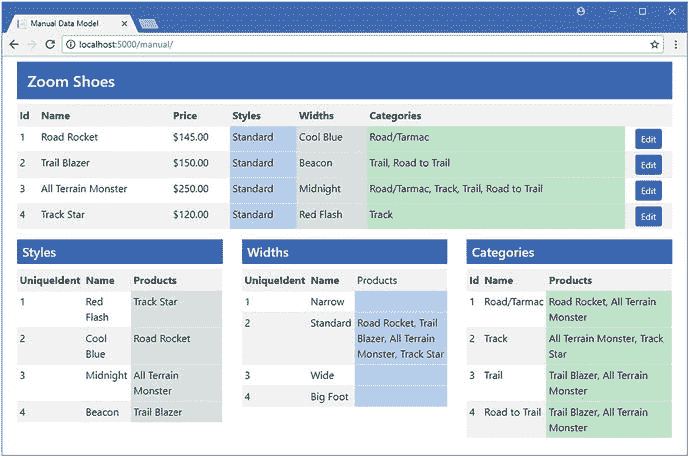 Manual Data Model
localhost:5000/manual/
Zoom Shoes
Id Name Price Styles Widths Categories
1 Road Rocket $145.00 Standard Cool Blue Road/Tarmac Edit
2 Trail Blazer $150.00 Standard Beacon Trail, Road to Trail Edit
3 All Terrain Monster $250.00 Standard Midnight Road/Tarmac, Track, Trail, Road to Trail Edit
4 Track Star $120.00 Standard Red Flash Track Edit
Styles
UniqueIdent Name Products
1 Red Track Star
Flash
2 Cool Road Rocket
Blue
3 Midnight All Terrain
Monster
4 Beacon Trail Blazer
Widths
UniqueIdent Name Products
1 Narrow
2 Standard Road Rocket, Trail
Blazer, All Terrain
Monster, Track Star
3 Wide
4 Big Foot
Categories
Id Name Products
1 Road/Tarmac Road Rocket, All Terrain
Monster
2 Track All Terrain Monster, Track
Star
3 Trail Trail Blazer, All Terrain
Monster
4 Road to Trail Trail Blazer, All Terrain
Monster